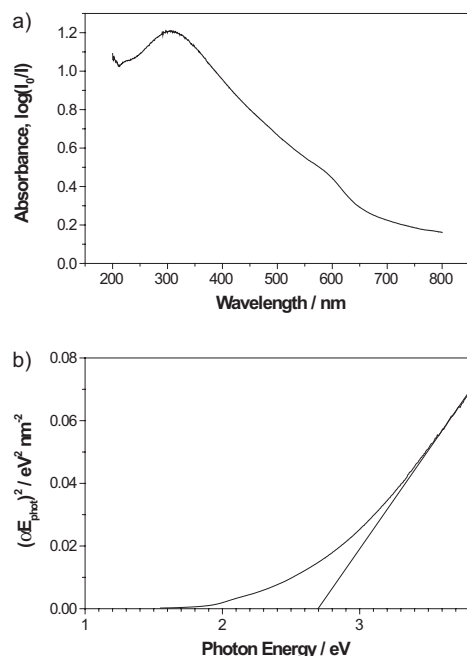 a)
Absorbance, log(I₀/I)
1.2
1.0
0.8
0.6
0.4
0.2
0.0
200 300 400 500 600 700 800
Wavelength / nm
b)
(αE_phot)² / eV² nm⁻²
0.08
0.06
0.04
0.02
0.00
1 2 3
Photon Energy / eV